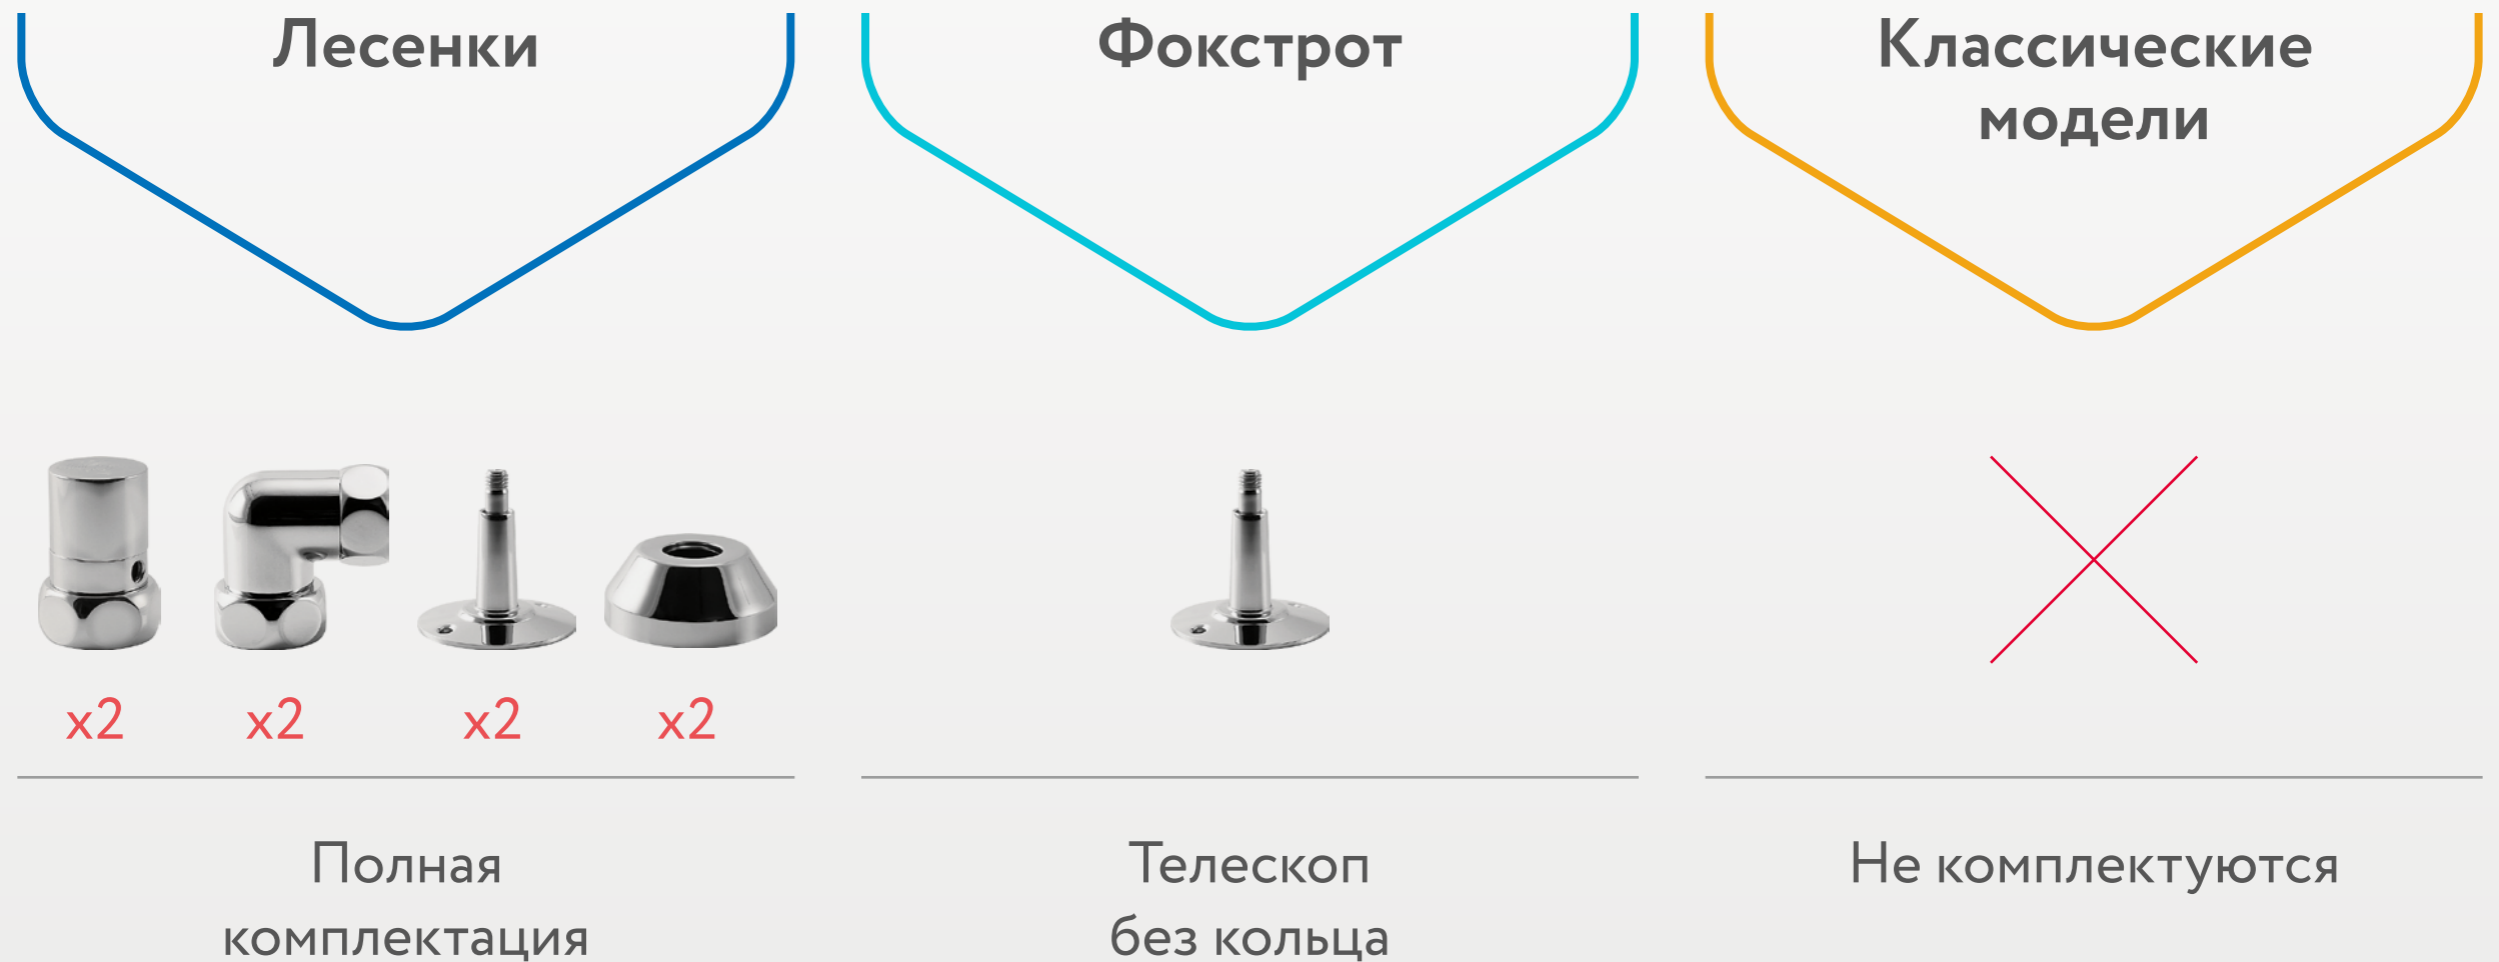 Лесенки
Фокстрот
Классические
модели
x2 x2 x2 x2
Полная
комплектация
Телескоп
без кольца
Не комплектуются